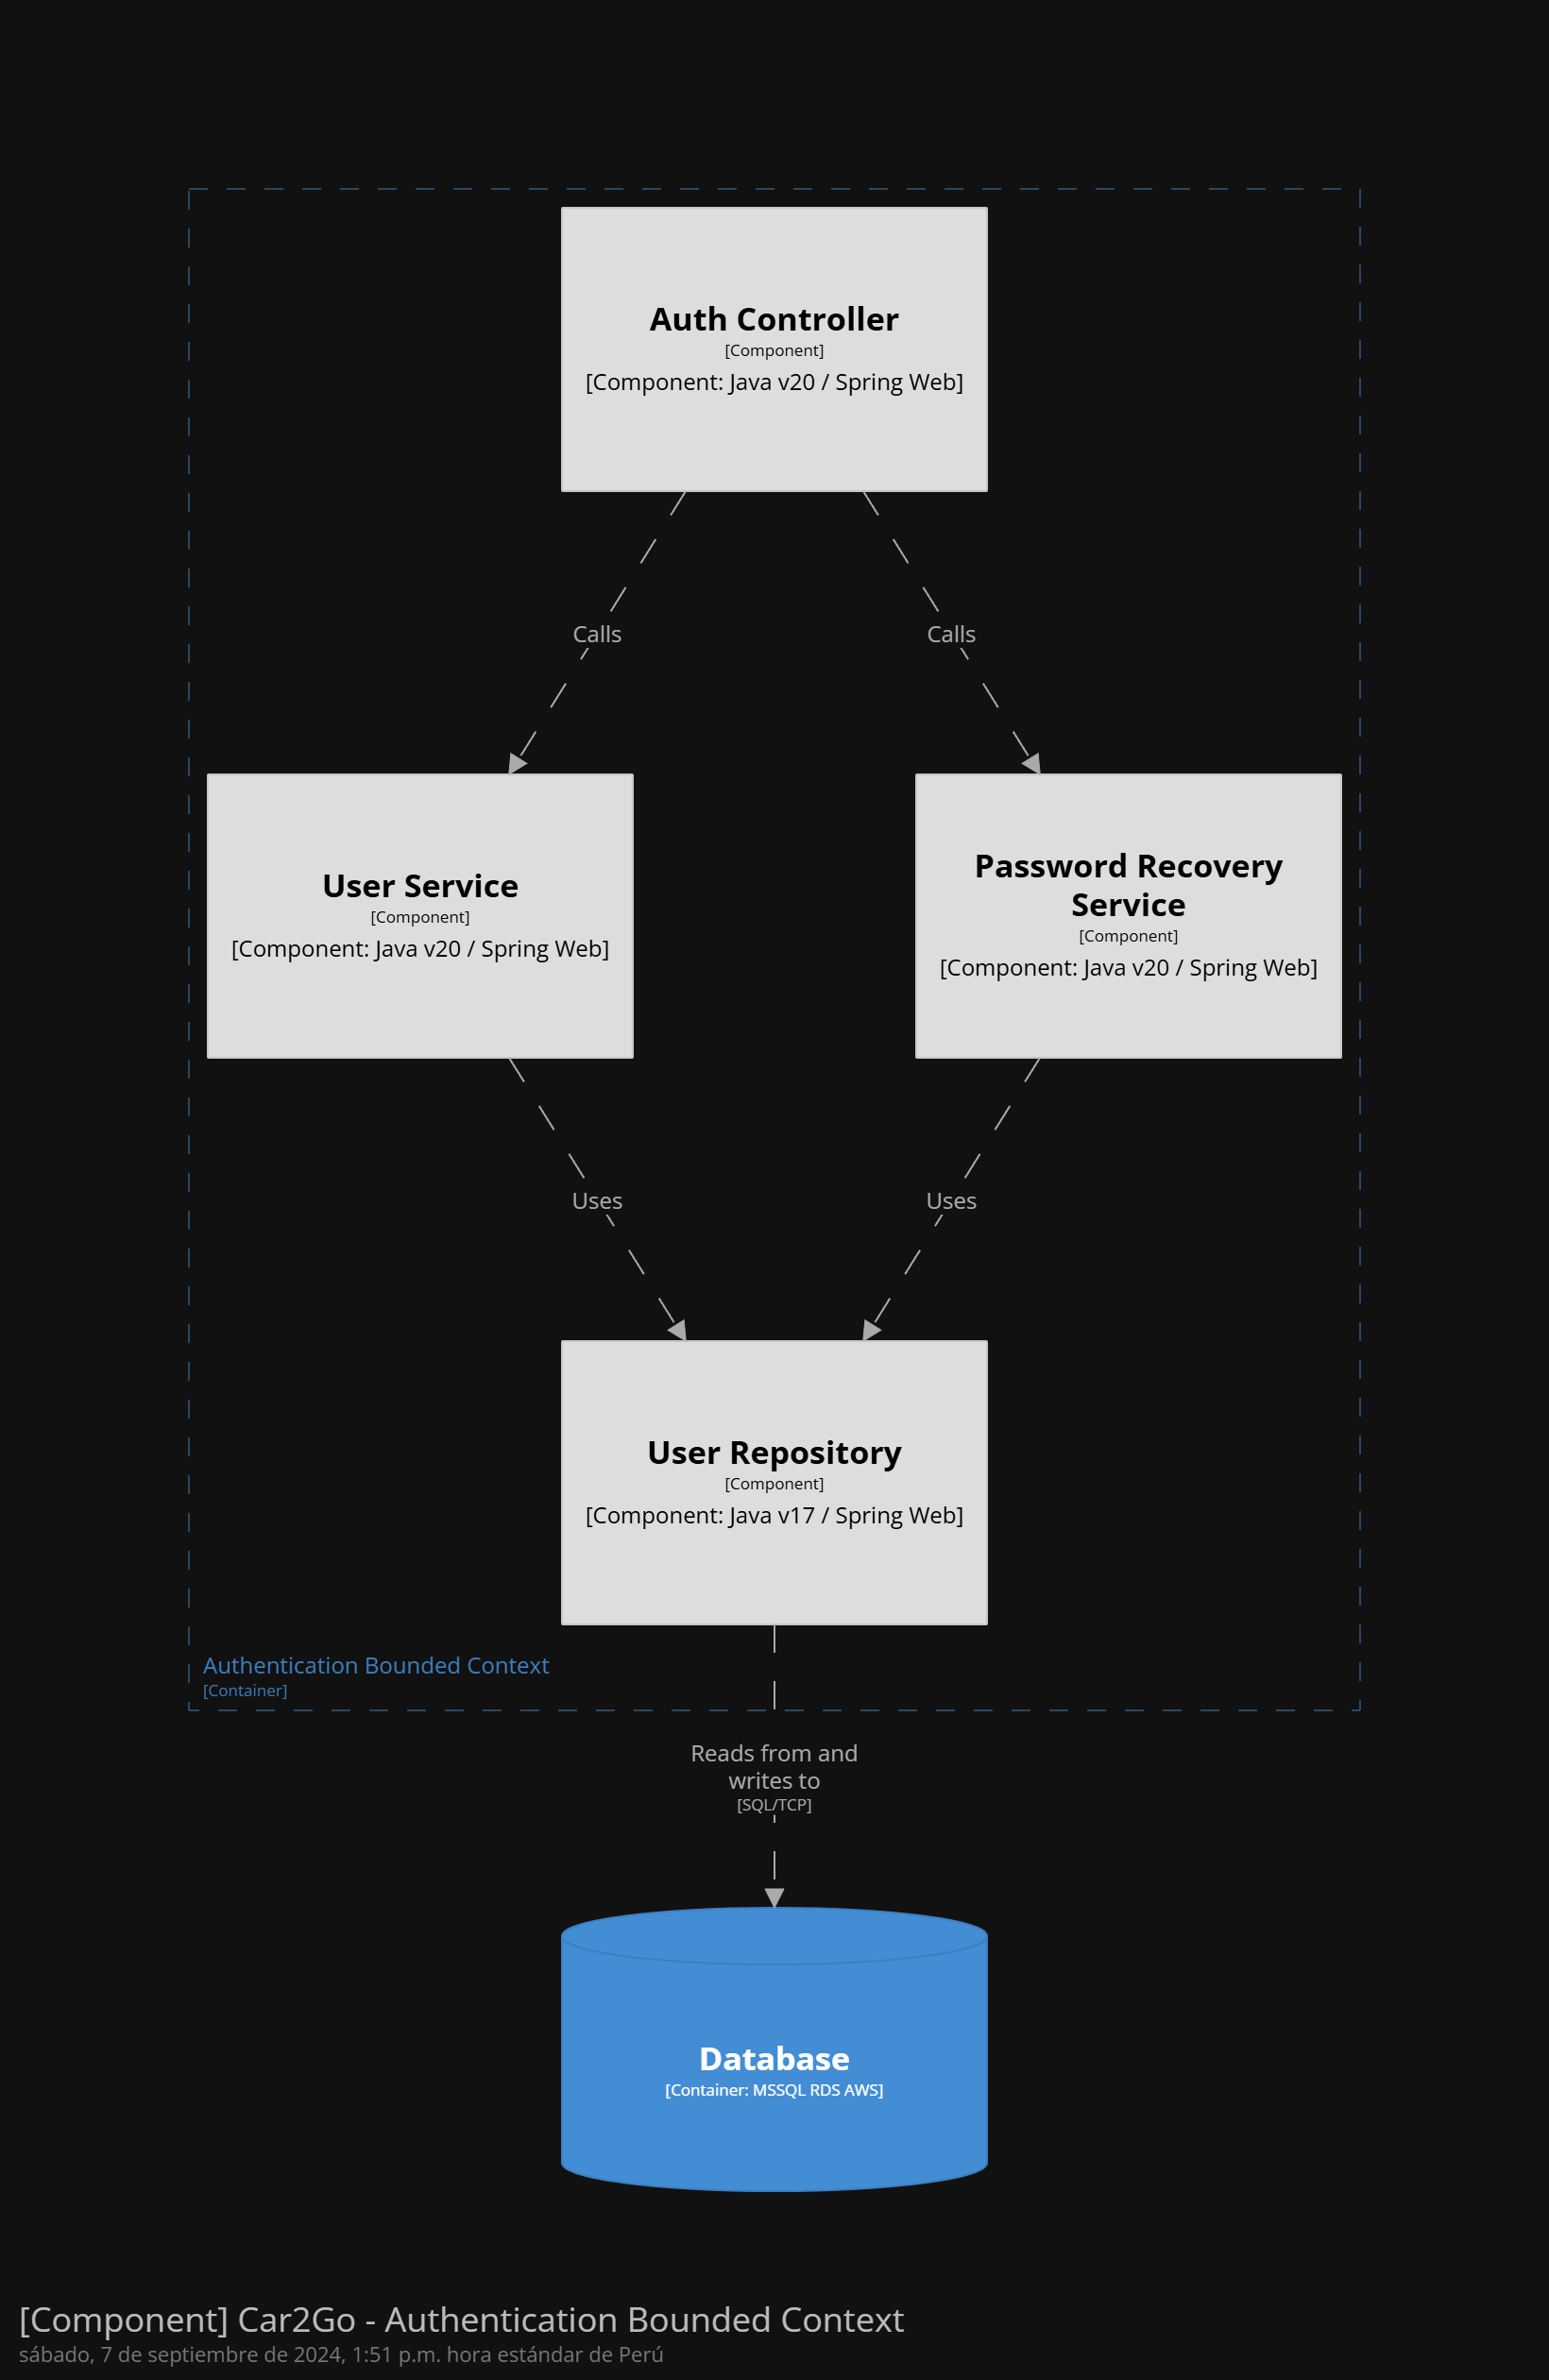 Auth Controller
[Component]
[Component: Java v20 / Spring Web]
Calls
Calls
User Service
[Component]
[Component: Java v20 / Spring Web]
Password Recovery
Service
[Component]
[Component: Java v20 / Spring Web]
Uses
Uses
User Repository
[Component]
[Component: Java v17 / Spring Web]
Authentication Bounded Context
[Container]
Reads from and
writes to
[SQL/TCP]
Database
[Container: MSSQL RDS AWS]
[Component] Car2Go - Authentication Bounded Context
sábado, 7 de septiembre de 2024, 1:51 p.m. hora estándar de Perú